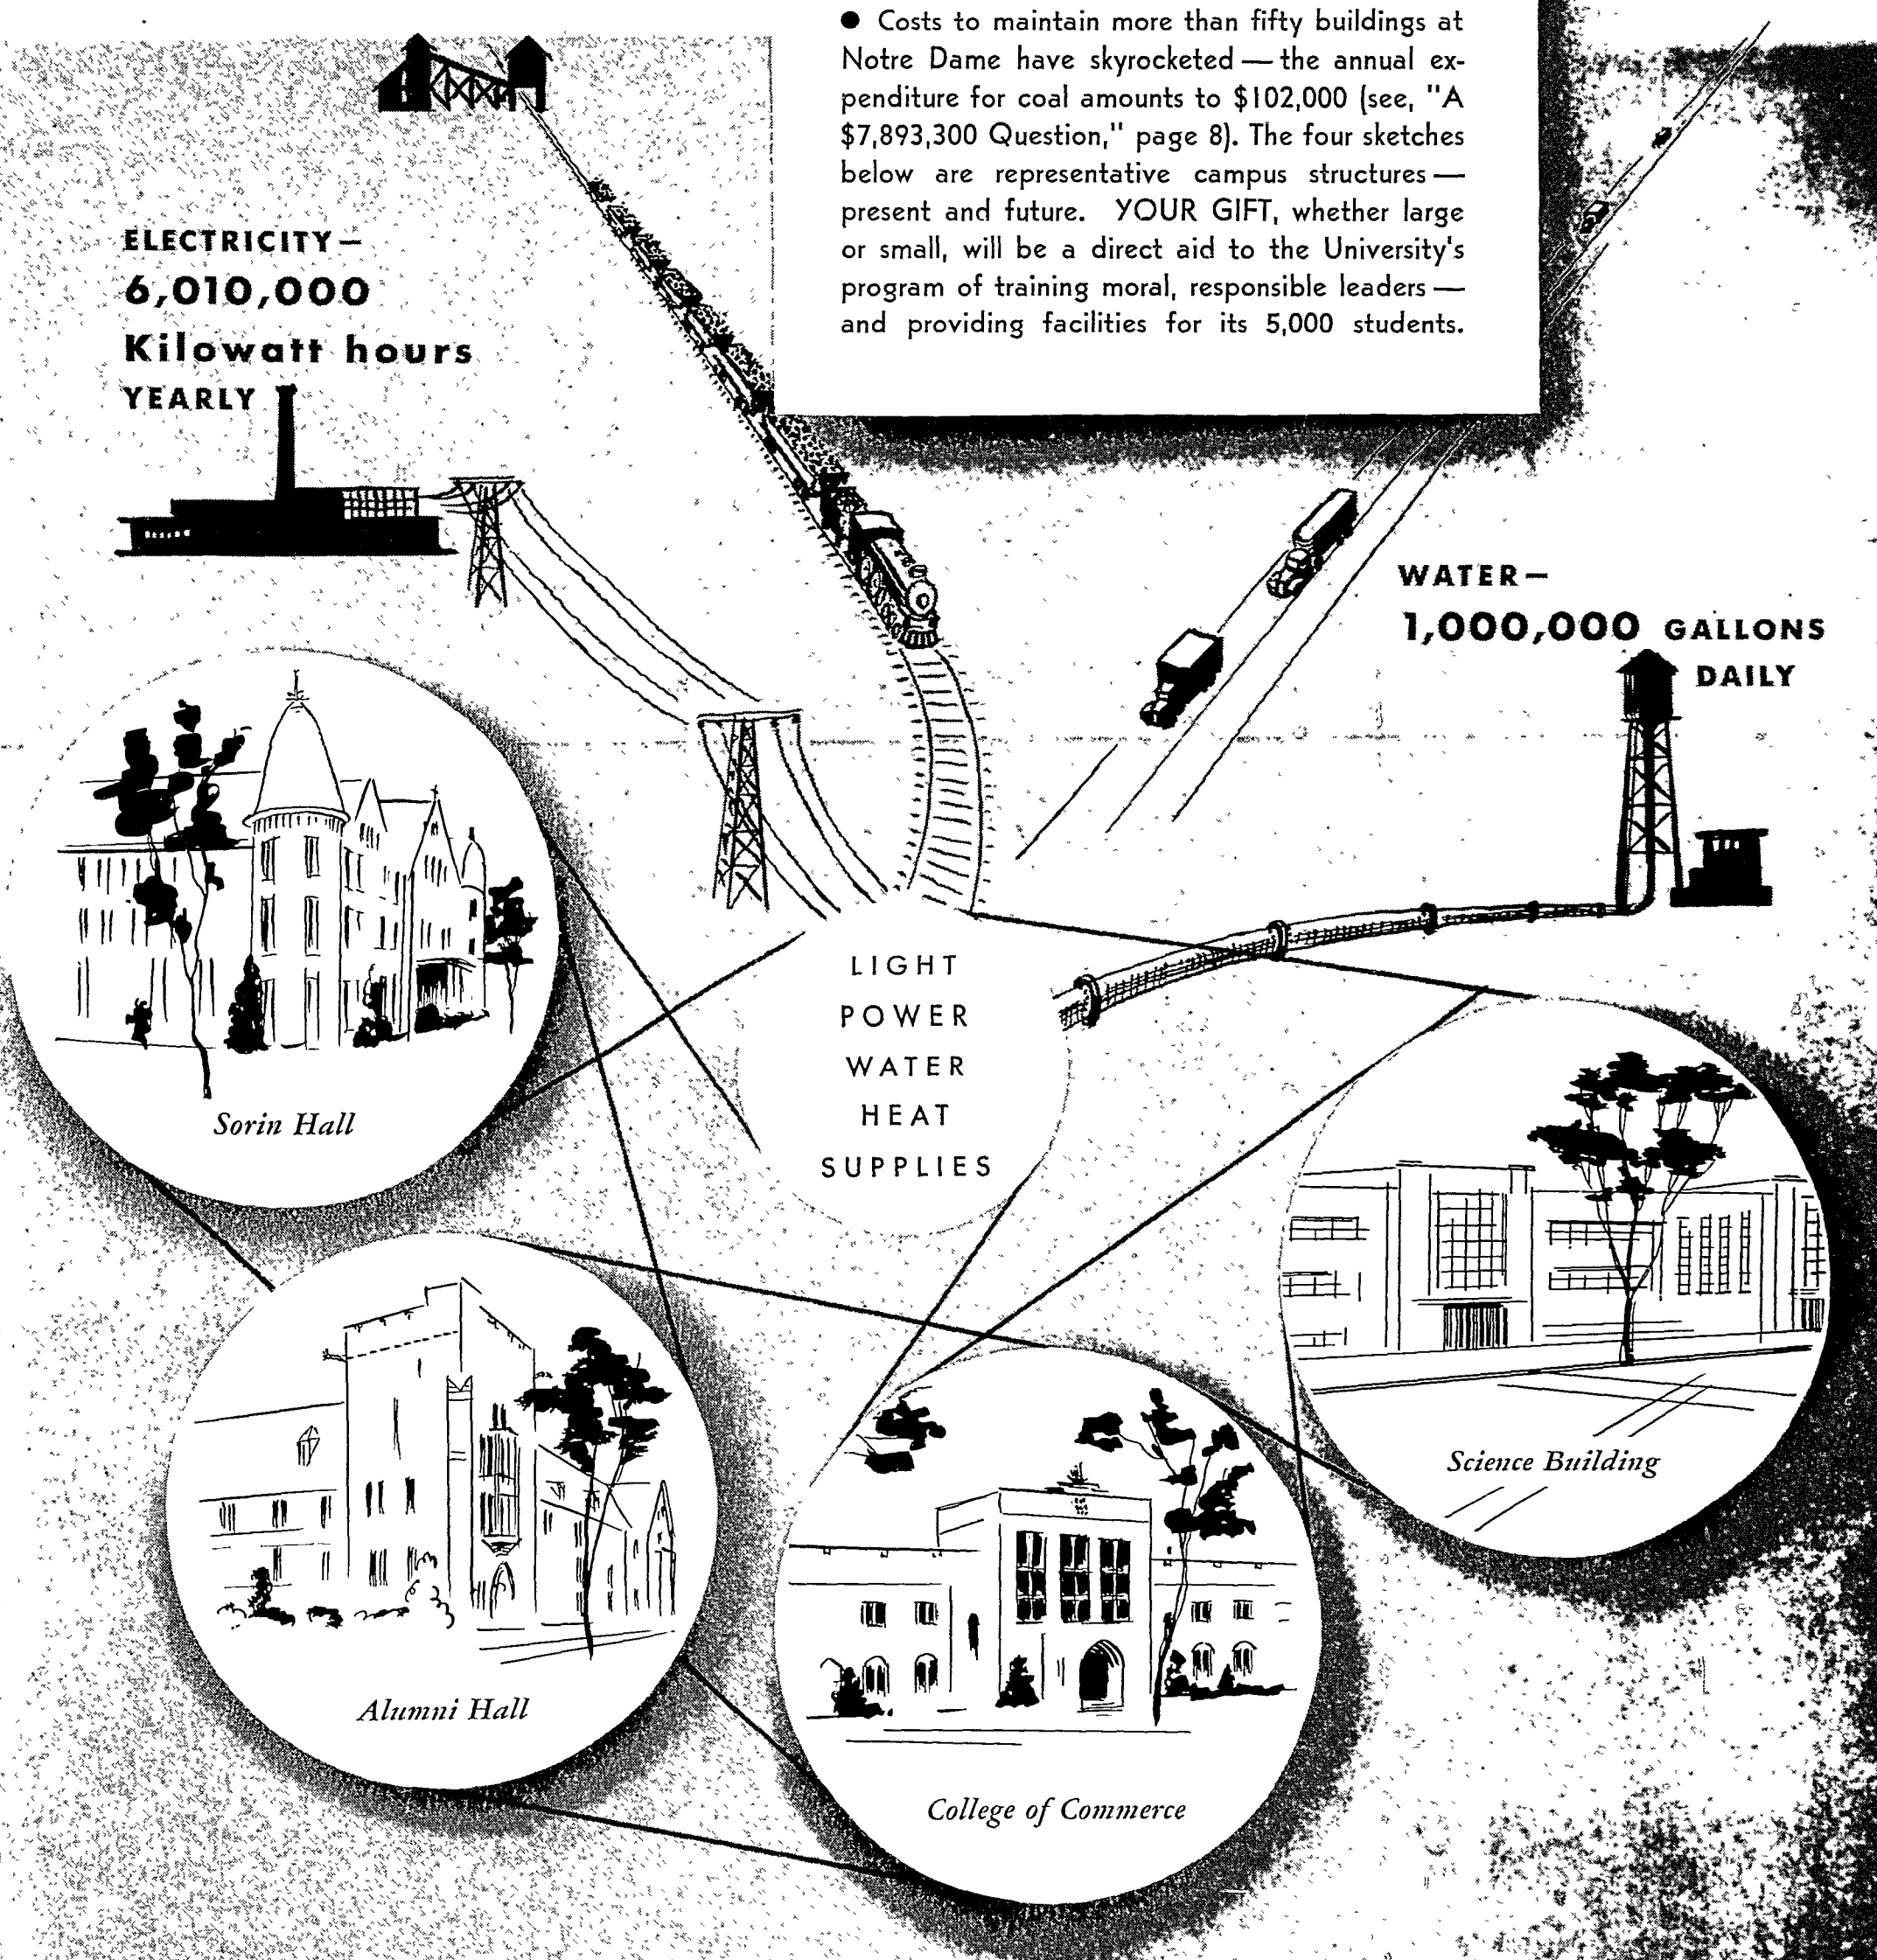 ● Costs to maintain more than fifty buildings at
Notre Dame have skyrocketed — the annual ex-
penditure for coal amounts to $102,000 (see, "A
$7,893,300 Question," page 8). The four sketches
below are representative campus structures —
present and future. YOUR GIFT, whether large
or small, will be a direct aid to the University's
program of training moral, responsible leaders —
and providing facilities for its 5,000 students.
ELECTRICITY—
6,010,000
Kilowatt hours
YEARLY
WATER—
1,000,000 GALLONS
DAILY
LIGHT
POWER
WATER
HEAT
SUPPLIES
Sorin Hall
Science Building
Alumni Hall
College of Commerce